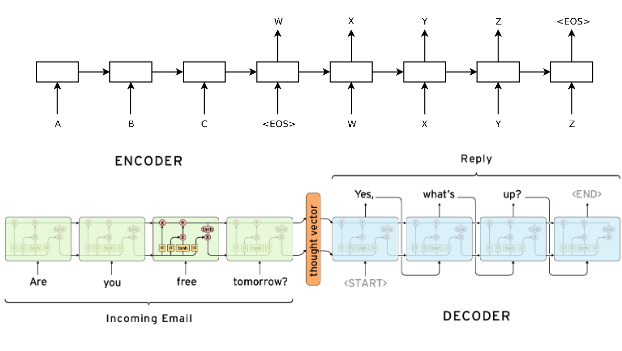 W X Y Z <EOS>
A B C <EOS> W X Y Z
ENCODER
Reply
thought vector
Yes, what's up? <END>
Are you free tomorrow? <START>
Incoming Email
DECODER